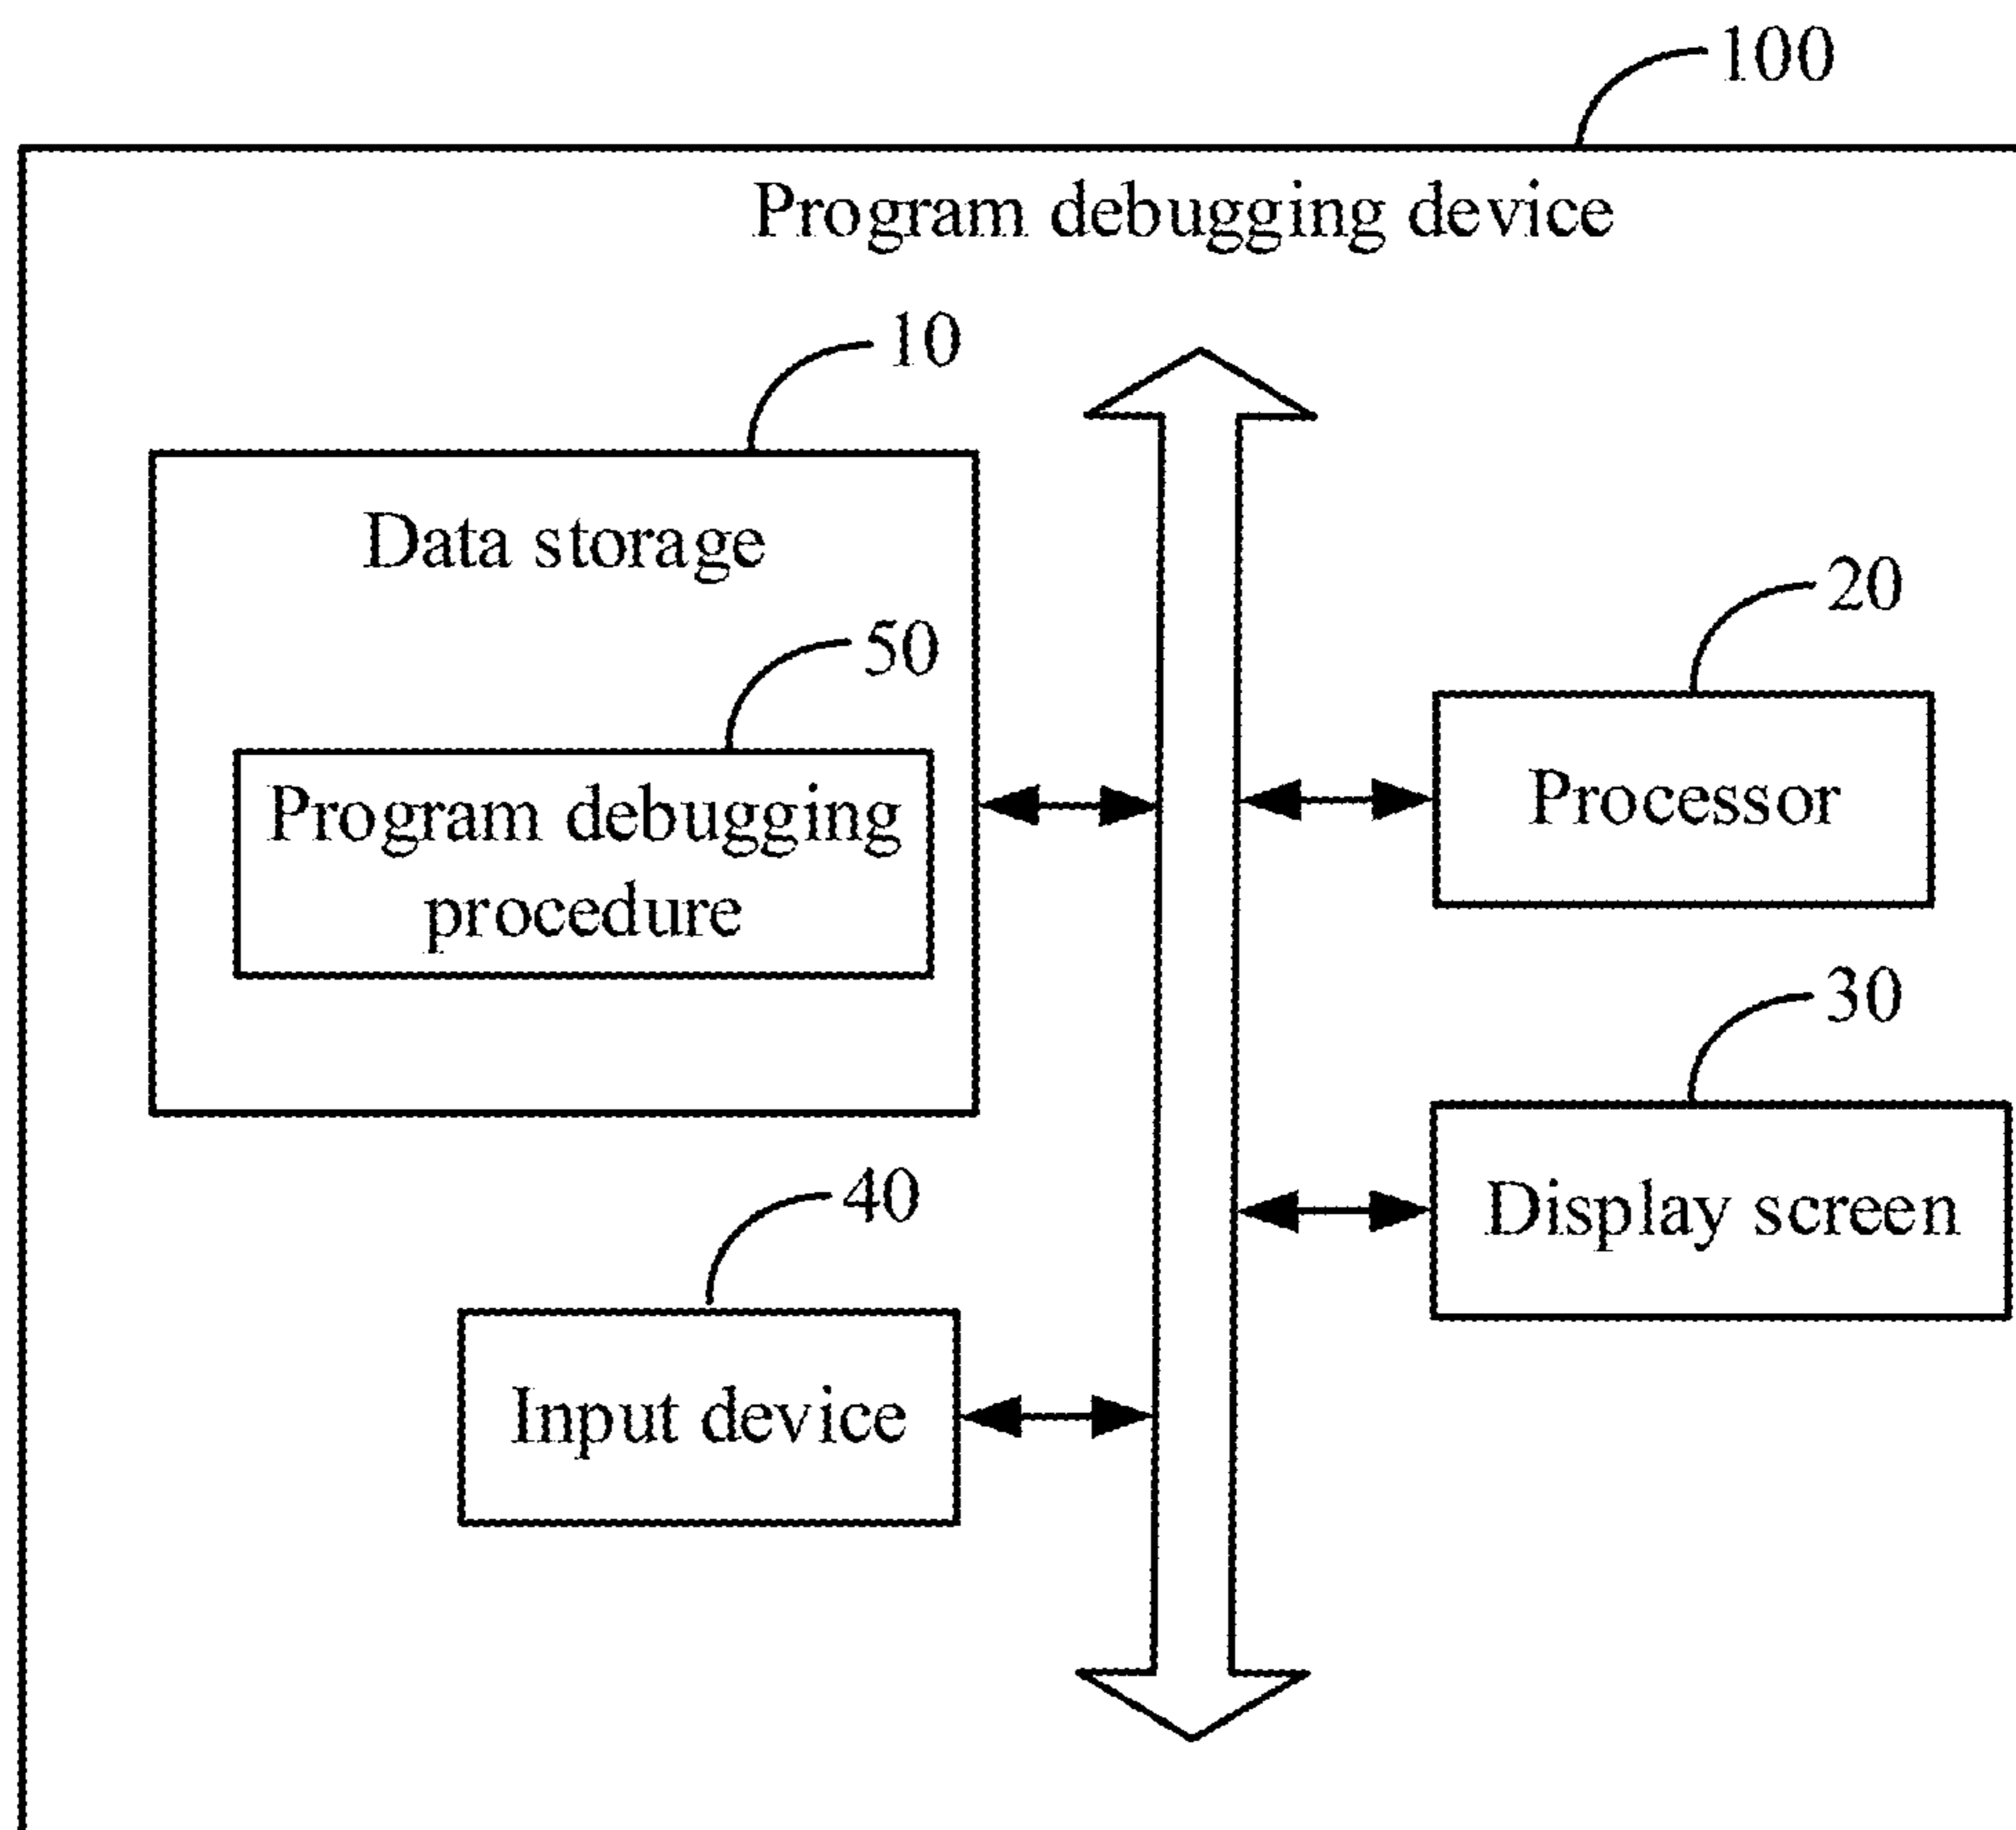 100
Program debugging device
10
Data storage
50
Program debugging
procedure
20
Processor
30
Display screen
40
Input device